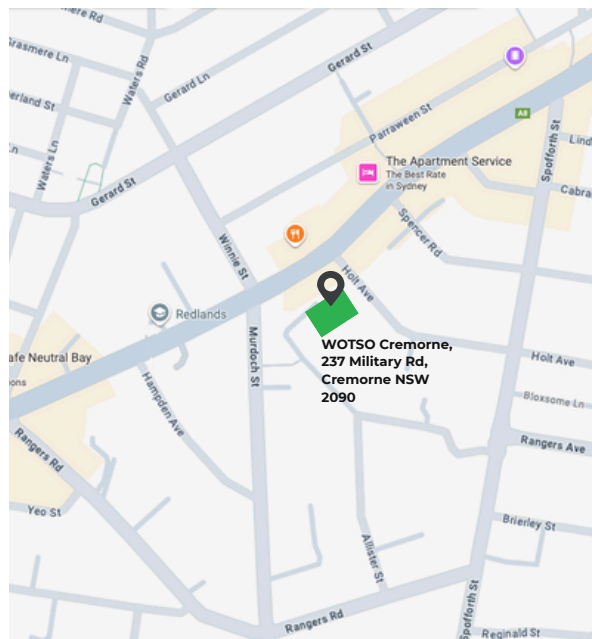 Gerard Ln
Waters Rd
Waters Ln
Gerard St
Gerard St
Parraween St
A8
Spofforth St
The Apartment Service
The Best Rate
in Sydney
Spencer Rd
Winnie St
Redlands
Holt Ave
WOTSO Cremorne,
237 Military Rd,
Cremorne NSW
2090
Murdoch St
Holt Ave
Bloxsome Ln
Hampden Ave
Rangers Ave
Rangers Rd
Yeo St
Brierley St
Allister St
Spofforth St
Rangers Rd
Reginald St
afe Neutral Bay
Grasmere Ln
erland St
Lind
Cabra